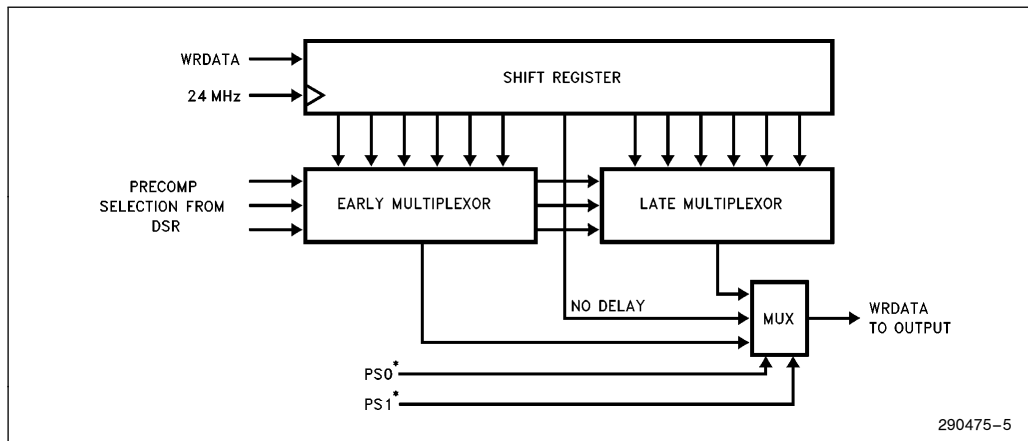 WRDATA
24 MHz
SHIFT REGISTER
PRECOMP
SELECTION FROM
DSR
EARLY MULTIPLEXOR
LATE MULTIPLEXOR
NO DELAY
MUX
WRDATA
TO OUTPUT
PS0*
PS1*
290475–5